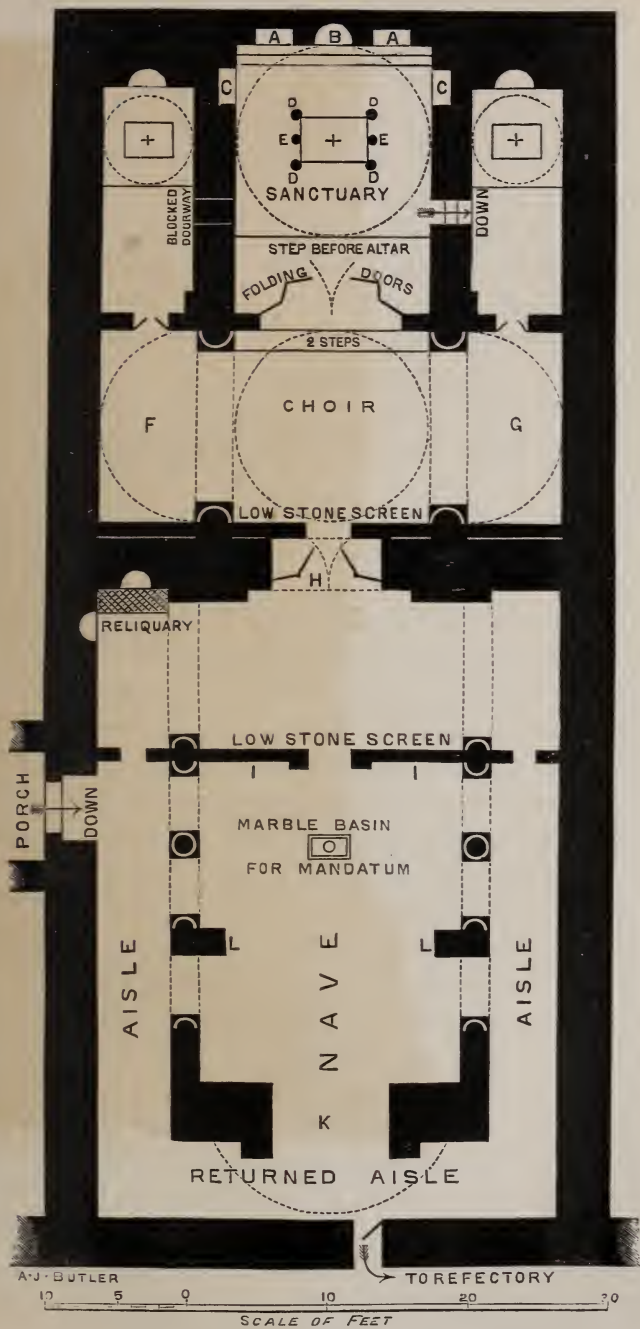 A B A
C C
D D
E E
D D
SANCTUARY
BLOCKED DOORWAY
DOWN
STEP BEFORE ALTAR
FOLDING DOORS
2 STEPS
CHOIR
F G
LOW STONE SCREEN
H
RELIQUARY
LOW STONE SCREEN
I I
PORCH
DOWN
MARBLE BASIN
FOR MANDATUM
AISLE
L L
NAVE
AISLE
K
RETURNED AISLE
A·J·BUTLER
TO REFECTORY
10 5 0 10 20 30
SCALE OF FEET